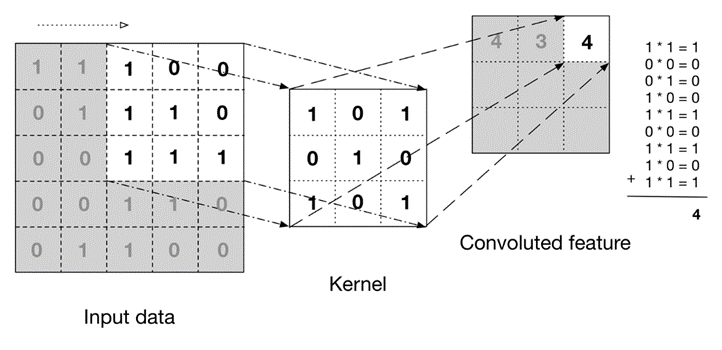 1 1 1 0 0
0 1 1 1 0
0 0 1 1 1
0 0 1 1 0
0 1 1 0 0
Input data
1 0 1
0 1 0
1 0 1
Kernel
4 3 4
Convoluted feature
1 * 1 = 1
0 * 0 = 0
0 * 1 = 0
1 * 0 = 0
1 * 1 = 1
0 * 0 = 0
1 * 1 = 1
1 * 0 = 0
+ 1 * 1 = 1
4